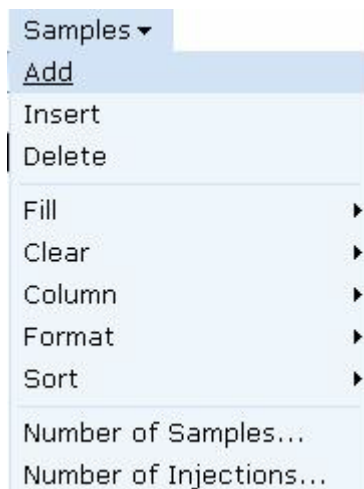 Samples
Add
Insert
Delete
Fill
Clear
Column
Format
Sort
Number of Samples...
Number of Injections...